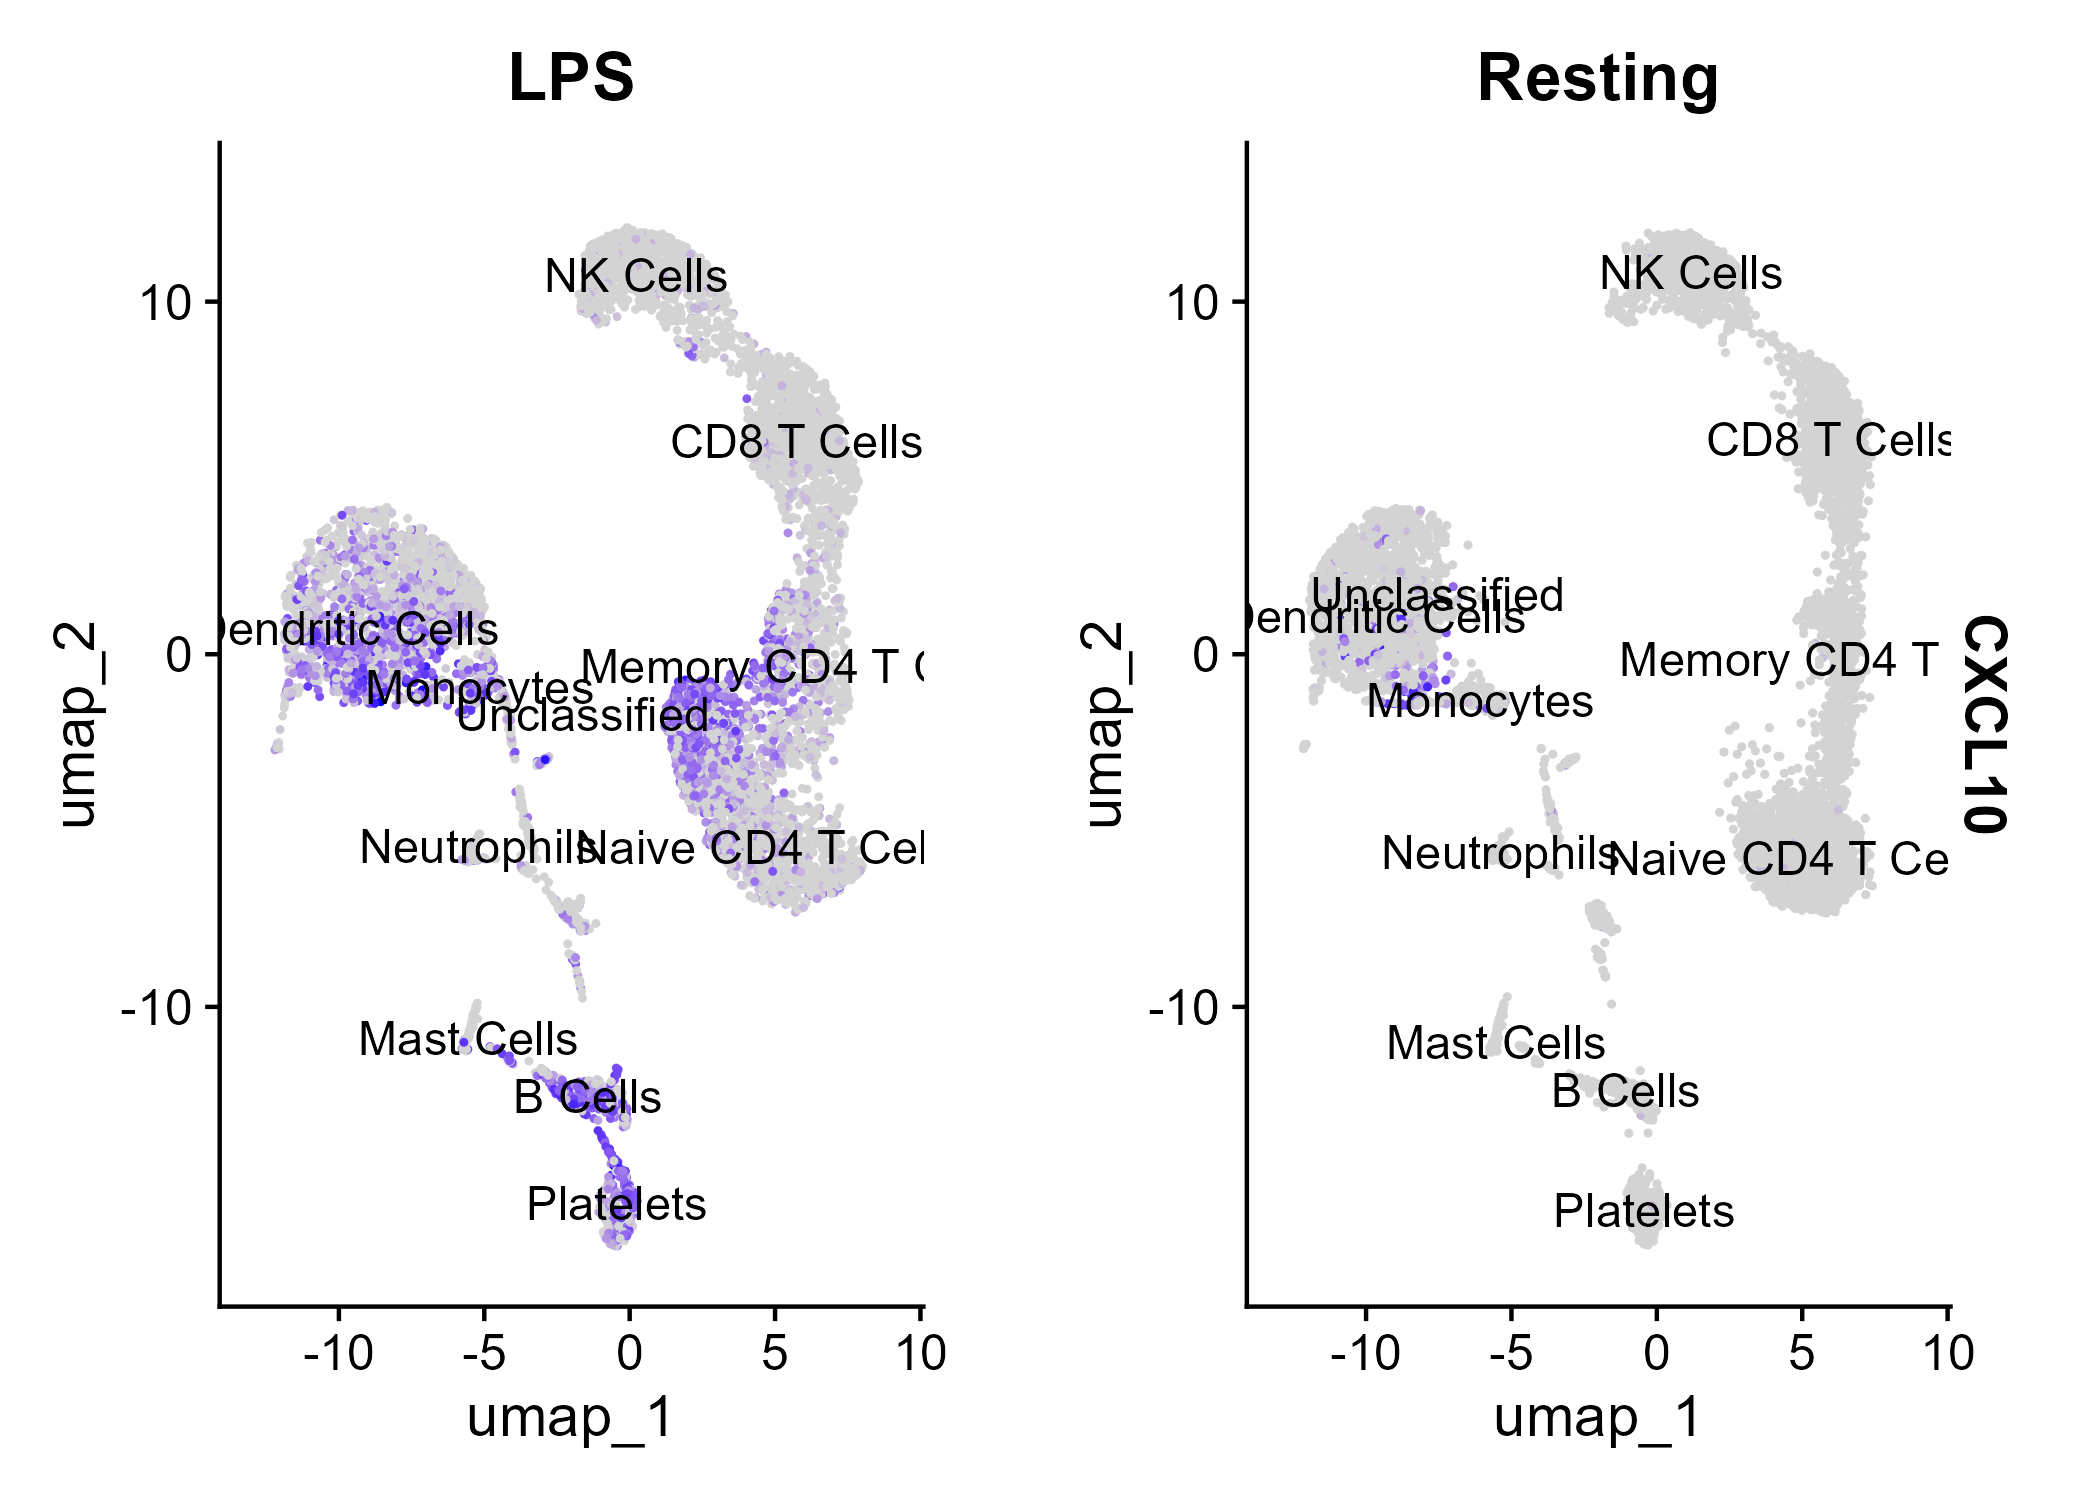 LPS
umap_2
10
0
-10
NK Cells
CD8 T Cells
Dendritic Cells
Memory CD4 T C
Monocytes
Unclassified
Neutrophils
Naive CD4 T Cel
Mast Cells
B Cells
Platelets
-10
-5
0
5
10
umap_1
Resting
umap_2
10
0
-10
NK Cells
CD8 T Cells
Unclassified
Dendritic Cells
Memory CD4 T
Monocytes
Neutrophils
Naive CD4 T Ce
Mast Cells
B Cells
Platelets
-10
-5
0
5
10
umap_1
CXCL10